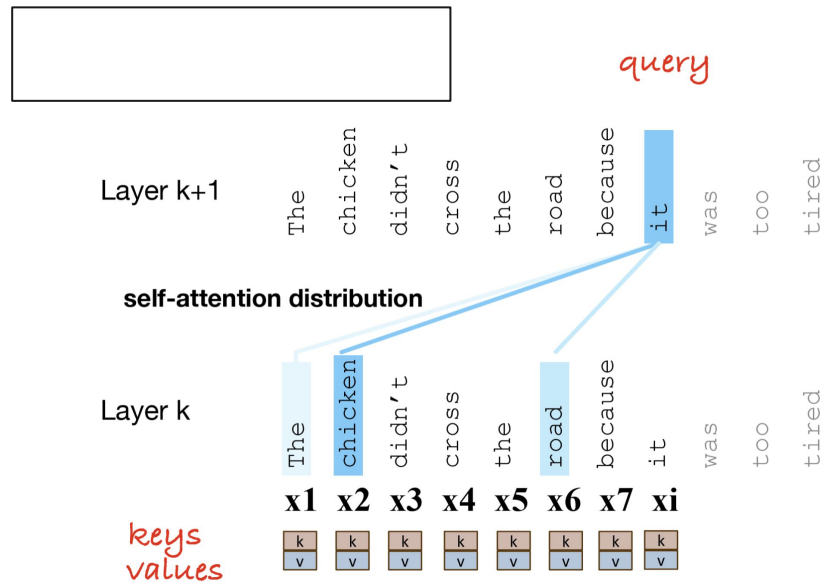 query
Layer k+1
The chicken didn't cross the road because it was too tired
self-attention distribution
Layer k
The chicken didn't cross the road because it was too tired
x1 x2 x3 x4 x5 x6 x7 xi
keys
k k k k k k k k
values
v v v v v v v v